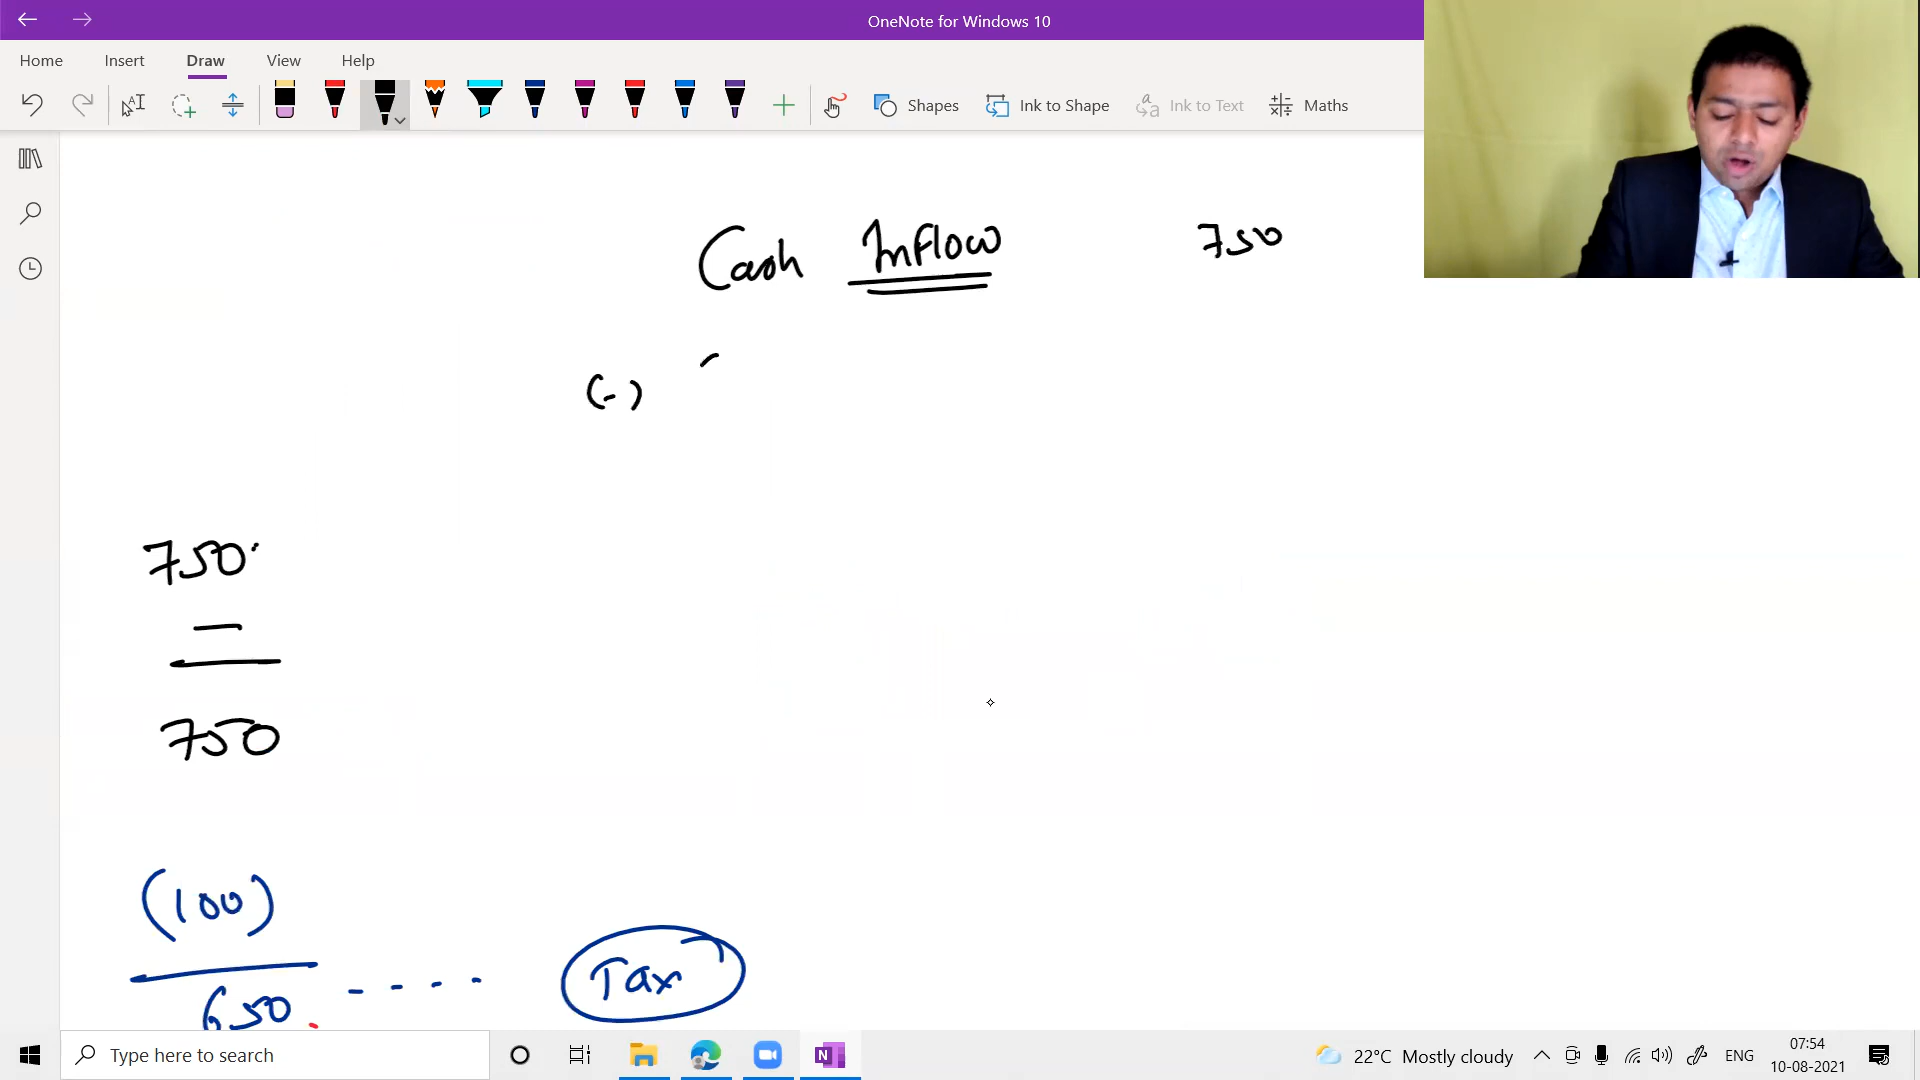 OneNote for Windows 10
Home Insert Draw View Help
Shapes Ink to Shape Ink to Text Maths
Cash Inflow 750
(-)
750
—
750
(100)
650 - - - - Tax
Type here to search
22°C Mostly cloudy ENG 07:54
10-08-2021